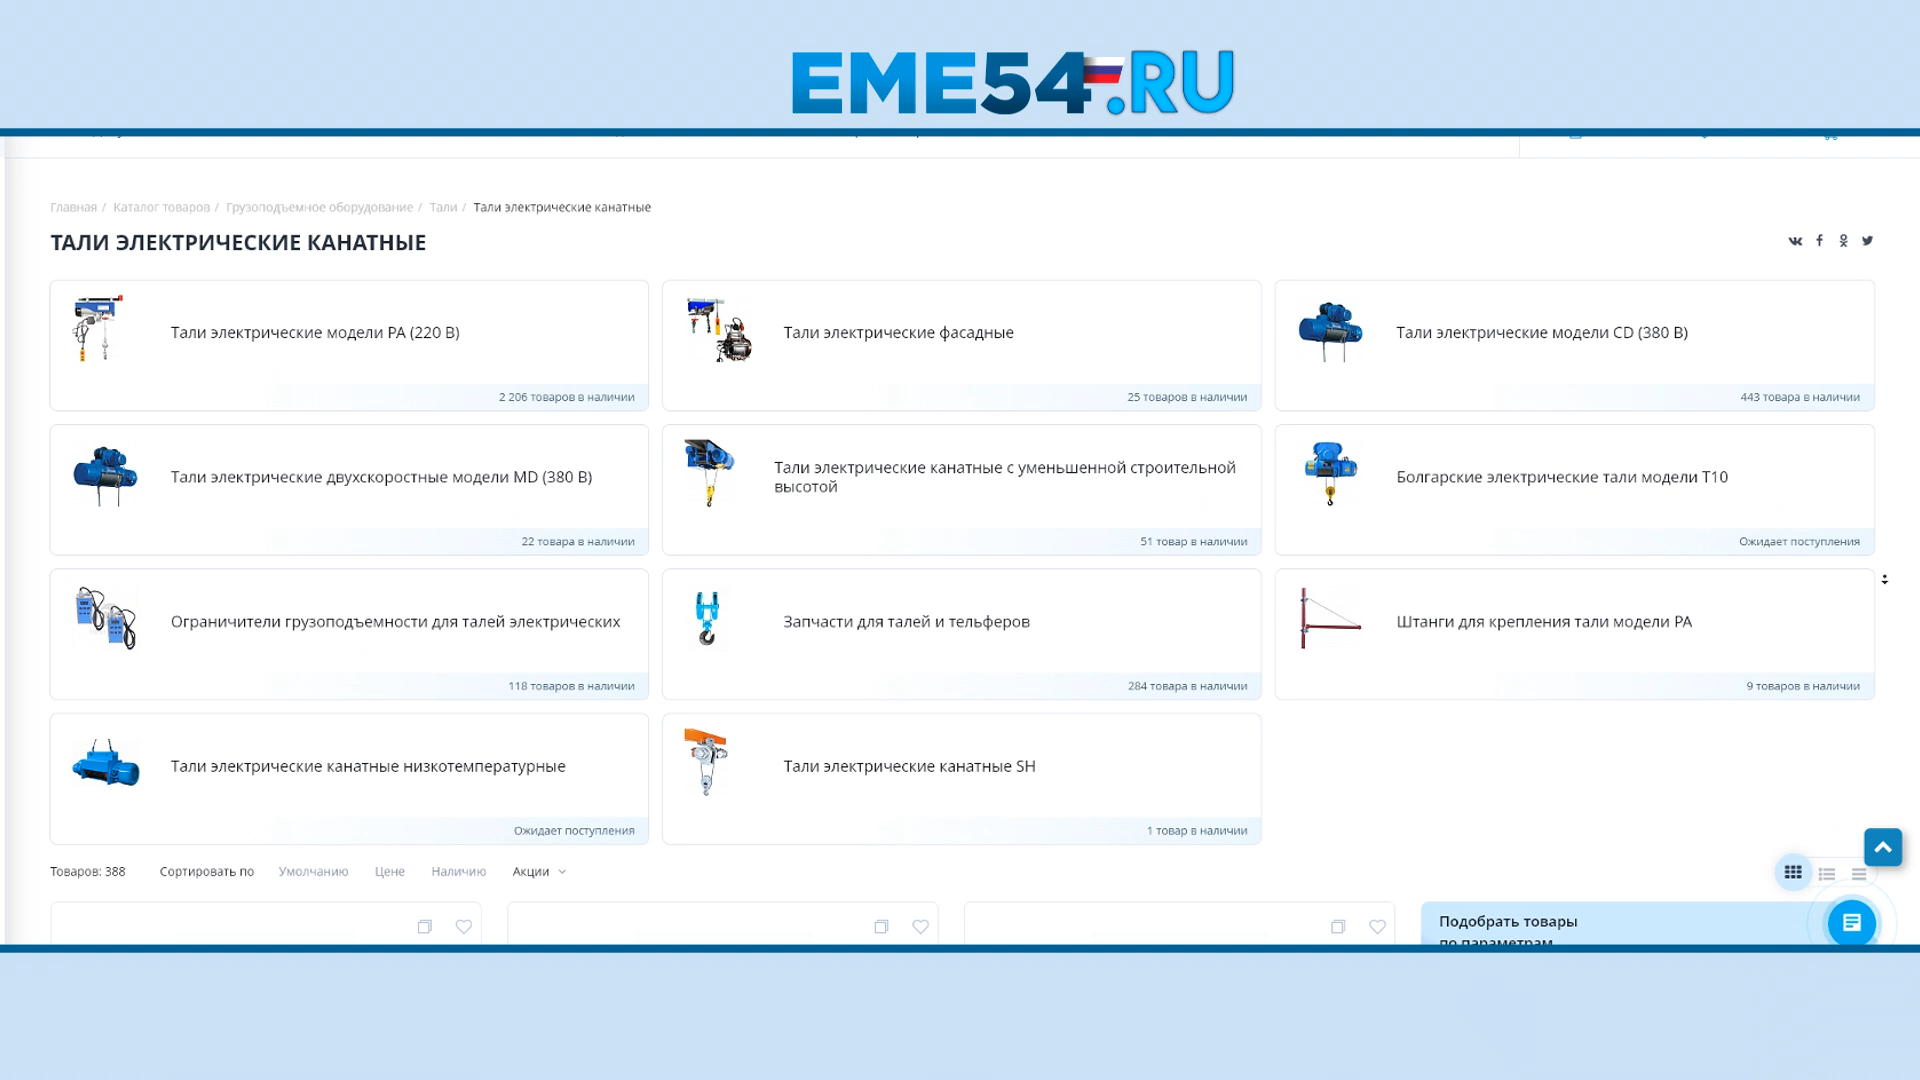 EME54.RU
Главная / Каталог товаров / Грузоподъемное оборудование / Тали / Тали электрические канатные
ТАЛИ ЭЛЕКТРИЧЕСКИЕ КАНАТНЫЕ
Тали электрические модели РА (220 В)
2 206 товаров в наличии
Тали электрические фасадные
25 товаров в наличии
Тали электрические модели CD (380 В)
443 товара в наличии
Тали электрические двухскоростные модели MD (380 В)
22 товара в наличии
Тали электрические канатные с уменьшенной строительной
высотой
51 товар в наличии
Болгарские электрические тали модели Т10
Ожидает поступления
Ограничители грузоподъемности для талей электрических
118 товаров в наличии
Запчасти для талей и тельферов
284 товара в наличии
Штанги для крепления тали модели РА
9 товаров в наличии
Тали электрические канатные низкотемпературные
Ожидает поступления
Тали электрические канатные SH
1 товар в наличии
Товаров: 388 Сортировать по Умолчанию Цене Наличию Акции
Подобрать товары
по параметрам